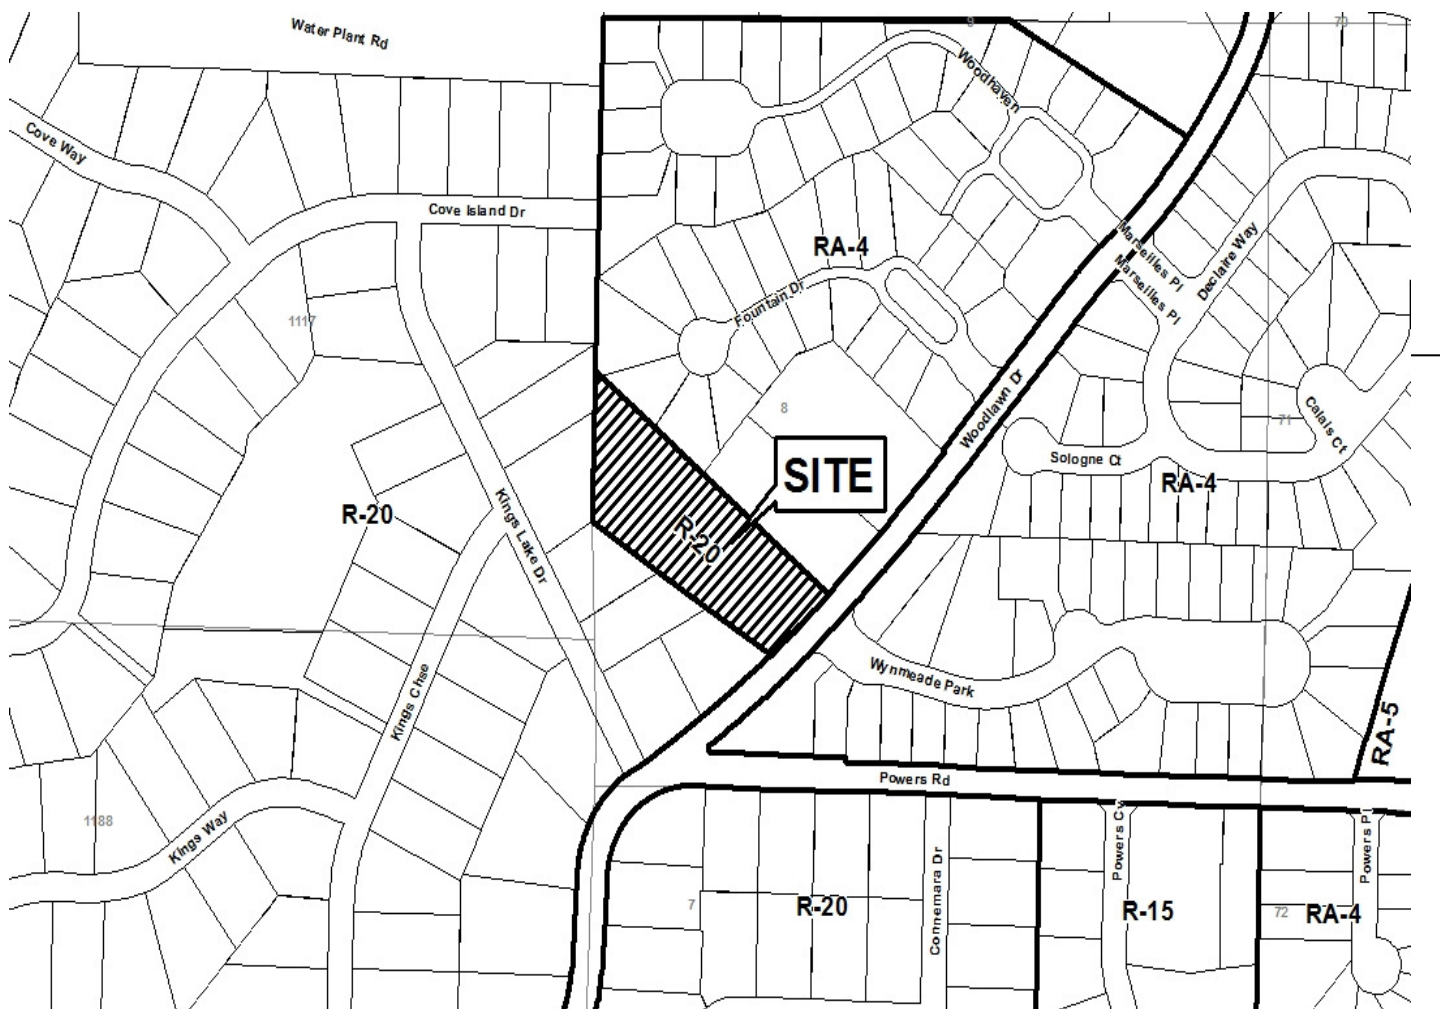 Water Plant Rd
9
70
Woodhaven
Cove Way
Cove Island Dr
RA-4
Marseilles Pl
Marseilles Pl
Declaire Way
Fountain Dr
1117
8
Woodlawn Dr
71
Calais Ct
Sologne Ct
SITE
RA-4
R-20
Kings Lake Dr
R-20
Wynmeade Park
Kings Chse
RA-5
Powers Rd
1188
Kings Way
Powers Cv
Powers Pl
Connemara Dr
7
R-20
R-15
72
RA-4